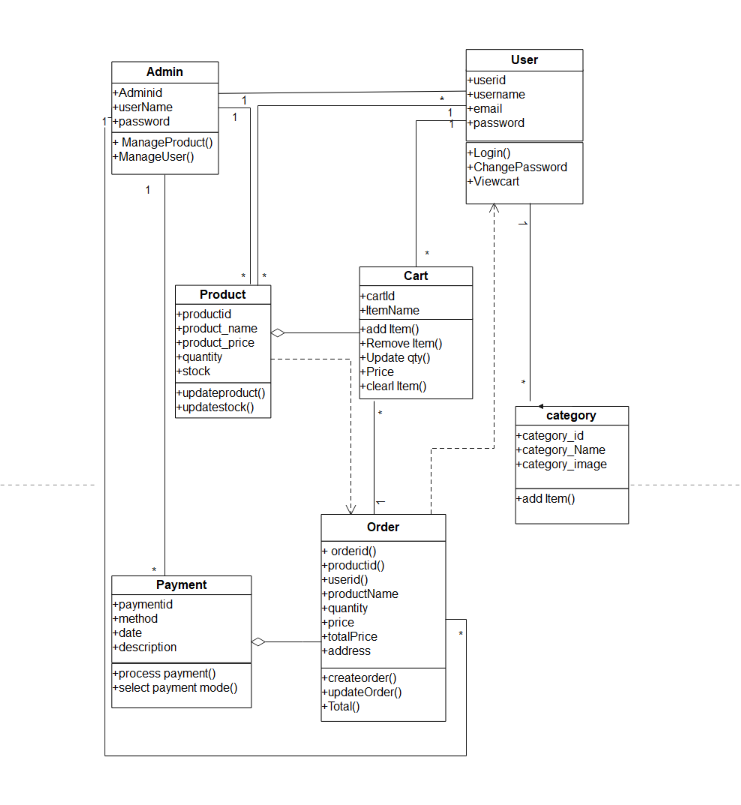 Admin
+Adminid
+userName
+password
+ ManageProduct()
+ManageUser()
User
+userid
+username
+email
+password
+Login()
+ChangePassword
+Viewcart
1
*
1
1
1
1
1
*
*
*
1
Product
+productid
+product_name
+product_price
+quantity
+stock
+updateproduct()
+updatestock()
Cart
+cartId
+ItemName
+add Item()
+Remove Item()
+Update qty()
+Price
+clearl Item()
*
*
category
+category_id
+category_Name
+category_image
+add Item()
1
Order
+ orderid()
+productid()
+userid()
+productName
+quantity
+price
+totalPrice
+address
+createorder()
+updateOrder()
+Total()
*
*
Payment
+paymentid
+method
+date
+description
+process payment()
+select payment mode()